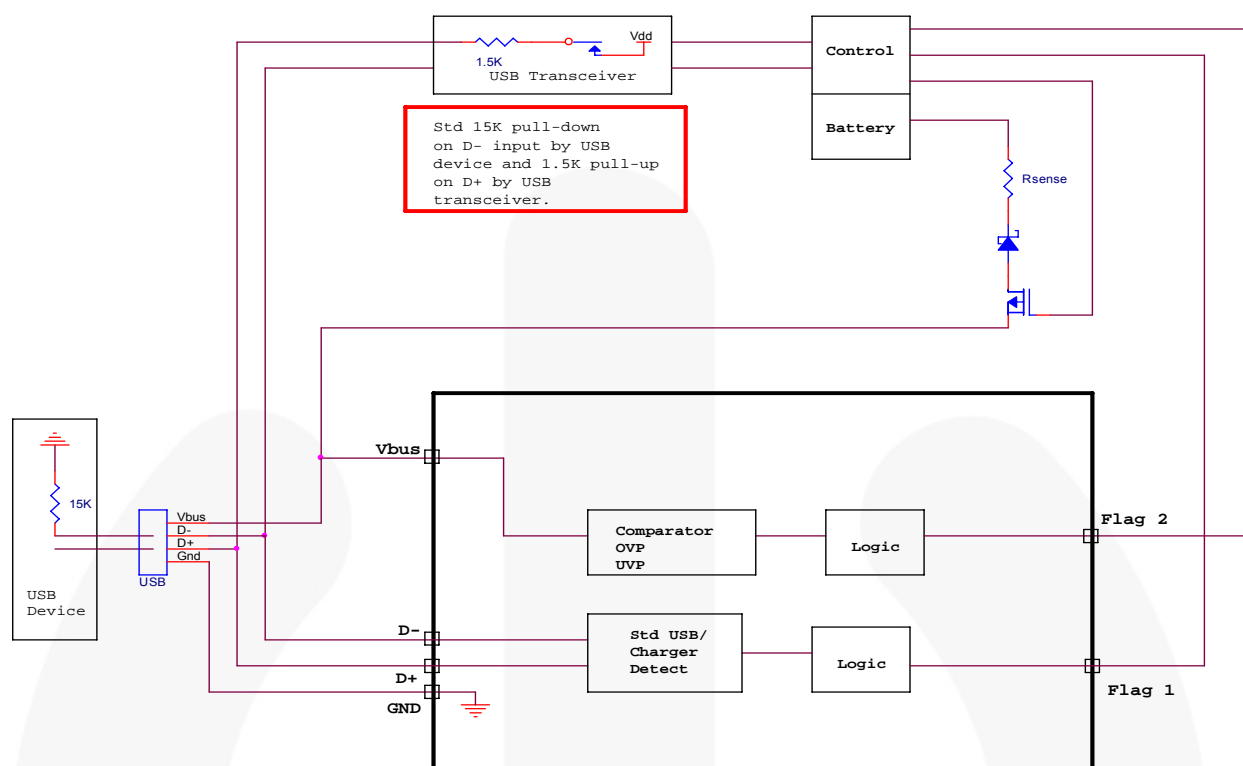 Vdd
1.5K
USB Transceiver
Control
Battery
Std 15K pull-down
on D- input by USB
device and 1.5K pull-up
on D+ by USB
transceiver.
Rsense
Vbus
15K
Vbus
D-
D+
Gnd
USB
USB
Device
Comparator
OVP
UVP
Logic
Flag 2
D-
D+
GND
Std USB/
Charger
Detect
Logic
Flag 1